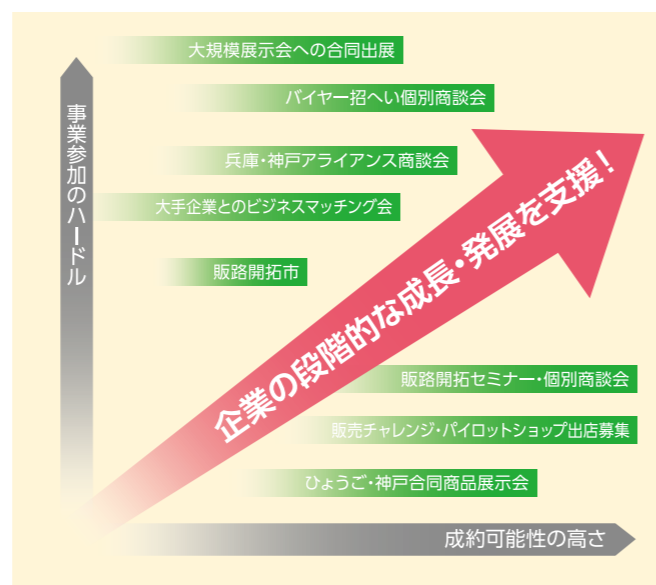 大規模展示会への合同出展
バイヤー招へい個別商談会
兵庫・神戸アライアンス商談会
大手企業とのビジネスマッチング会
販路開拓市
事業参加のハードル
企業の段階的な成長・発展を支援！
販路開拓セミナー・個別商談会
販売チャレンジ・パイロットショップ出店募集
ひょうご・神戸合同商品展示会
成約可能性の高さ